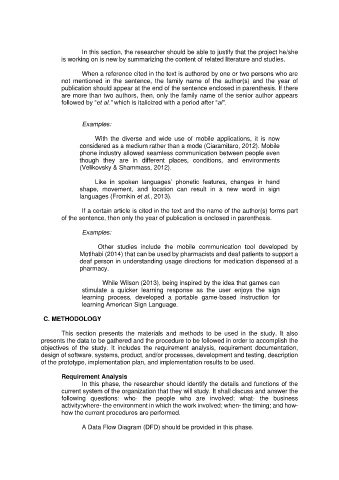 In this section, the researcher should be able to justify that the project he/she
is working on is new by summarizing the content of related literature and studies.
When a reference cited in the text is authored by one or two persons who are
not mentioned in the sentence, the family name of the author(s) and the year of
publication should appear at the end of the sentence enclosed in parenthesis. If there
are more than two authors, then, only the family name of the senior author appears
followed by "et al." which is italicized with a period after "al".
Examples:
With the diverse and wide use of mobile applications, it is now
considered as a medium rather than a mode (Ciaramitaro, 2012). Mobile
phone industry allowed seamless communication between people even
though they are in different places, conditions, and environments
(Velikovsky & Shammass, 2012).
Like in spoken languages' phonetic features, changes in hand
shape, movement, and location can result in a new word in sign
languages (Fromkin et al., 2013).
If a certain article is cited in the text and the name of the author(s) forms part
of the sentence, then only the year of publication is enclosed in parenthesis.
Examples:
Other studies include the mobile communication tool developed by
Motlhabi (2014) that can be used by pharmacists and deaf patients to support a
deaf person in understanding usage directions for medication dispensed at a
pharmacy.
While Wilson (2013), being inspired by the idea that games can
stimulate a quicker learning response as the user enjoys the sign
learning process, developed a portable game-based instruction for
learning American Sign Language.
C. METHODOLOGY
This section presents the materials and methods to be used in the study. It also
presents the data to be gathered and the procedure to be followed in order to accomplish the
objectives of the study. It includes the requirement analysis, requirement documentation,
design of software, systems, product, and/or processes, development and testing, description
of the prototype, implementation plan, and implementation results to be used.
Requirement Analysis
In this phase, the researcher should identify the details and functions of the
current system of the organization that they will study. It shall discuss and answer the
following questions: who- the people who are involved; what- the business
activity;where- the environment in which the work involved; when- the timing; and how-
how the current procedures are performed.
A Data Flow Diagram (DFD) should be provided in this phase.